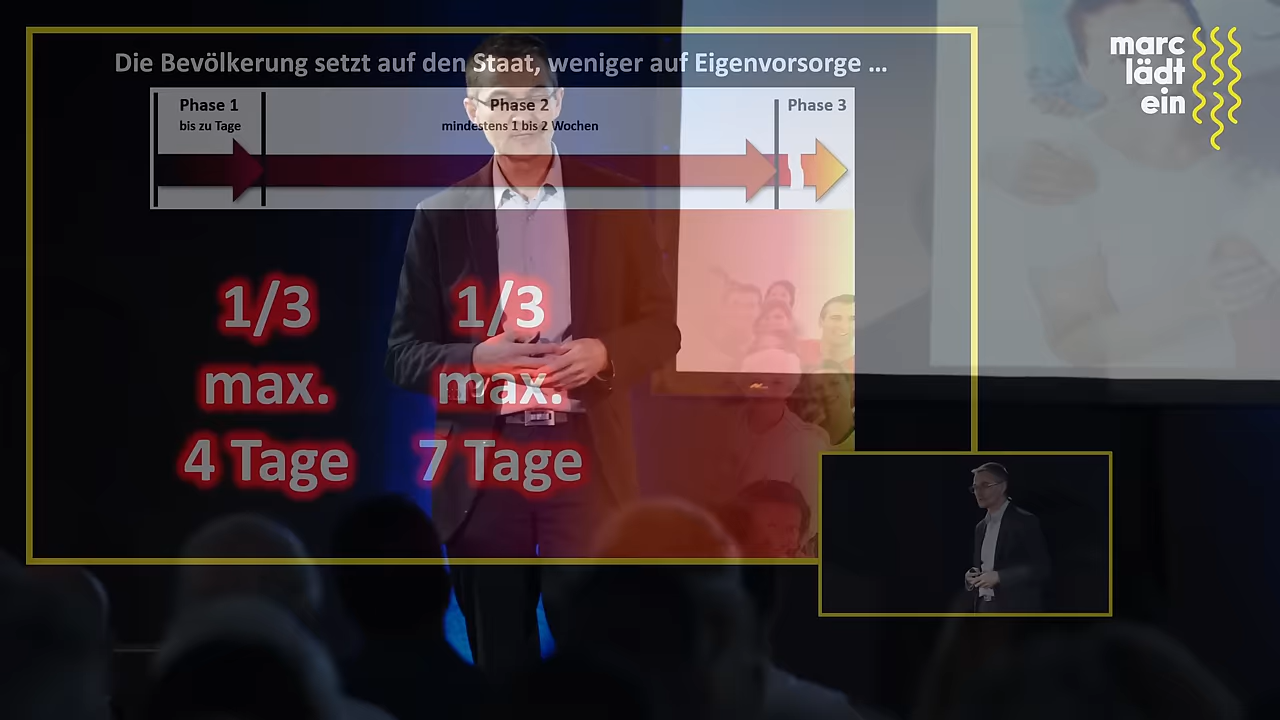 Die Bevölkerung setzt auf den Staat, weniger auf Eigenvorsorge ...
Phase 1
bis zu Tage
Phase 2
mindestens 1 bis 2 Wochen
Phase 3
1/3
max.
4 Tage
1/3
max.
7 Tage
marc
lädt
ein